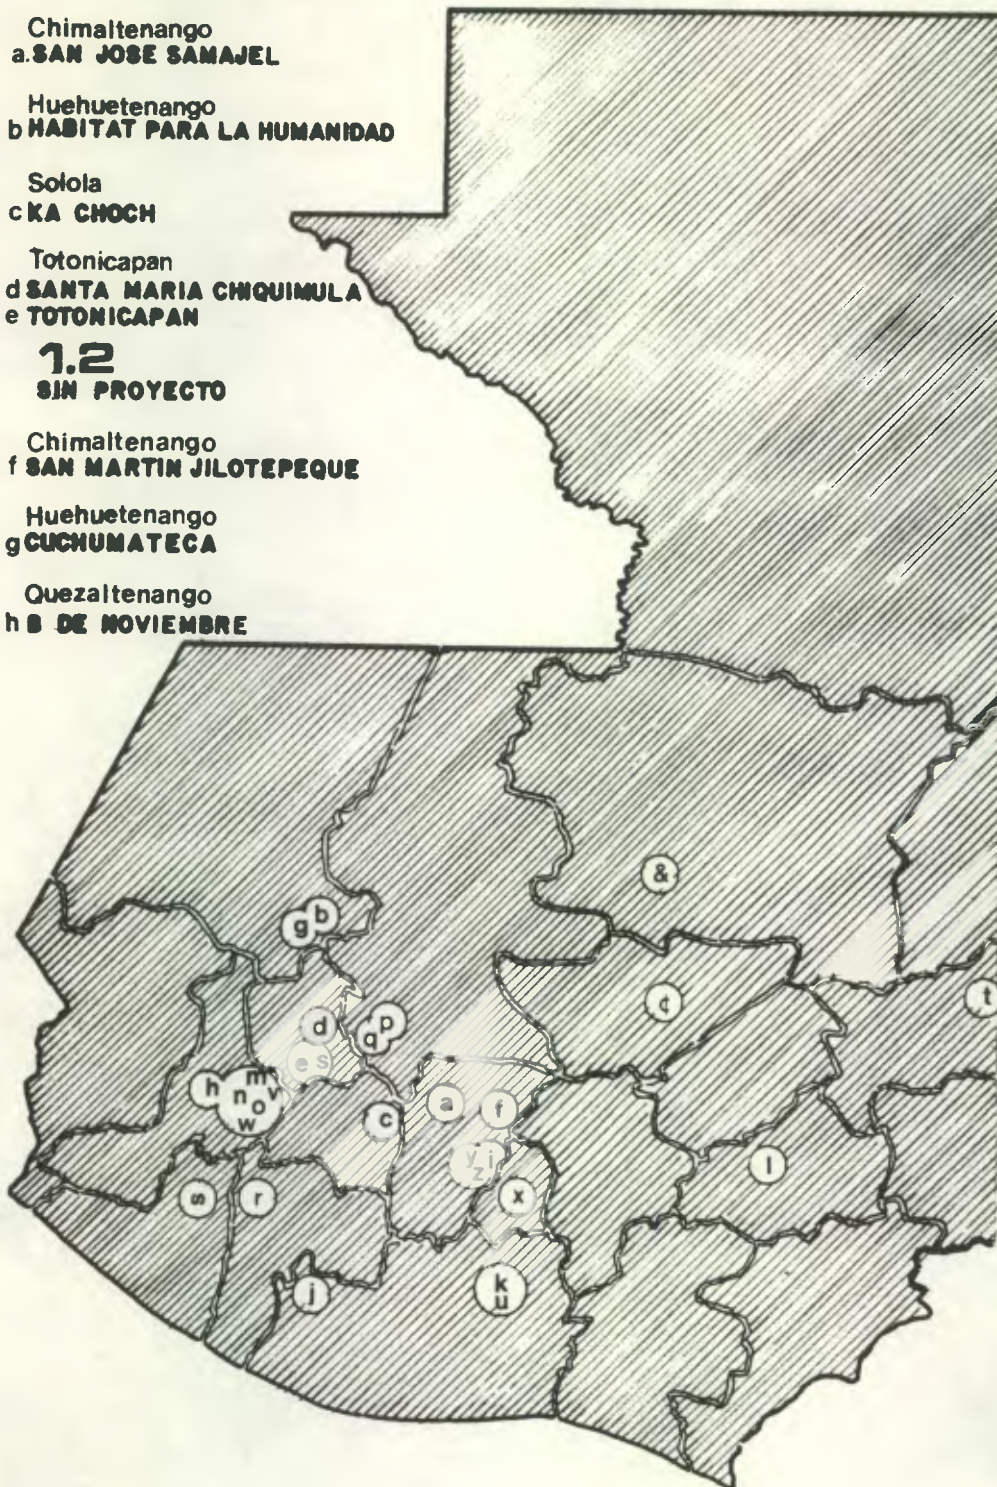 Chimaltenango
a. SAN JOSE SAMAJEL
Huehuetenango
b HABITAT PARA LA HUMANIDAD
Solola
c KA CHOCH
Totonicapan
d SANTA MARIA CHIQUIMULA
e TOTONICAPAN
1.2
SIN PROYECTO
Chimaltenango
f SAN MARTIN JILOTEPEQUE
Huehuetenango
g CUCHUMATECA
Quezaltenango
h 8 DE NOVIEMBRE
&
g b
¢
t
d
q p
e s
h m n v o w
c
a
f
y z i
l
s
r
x
j
k u